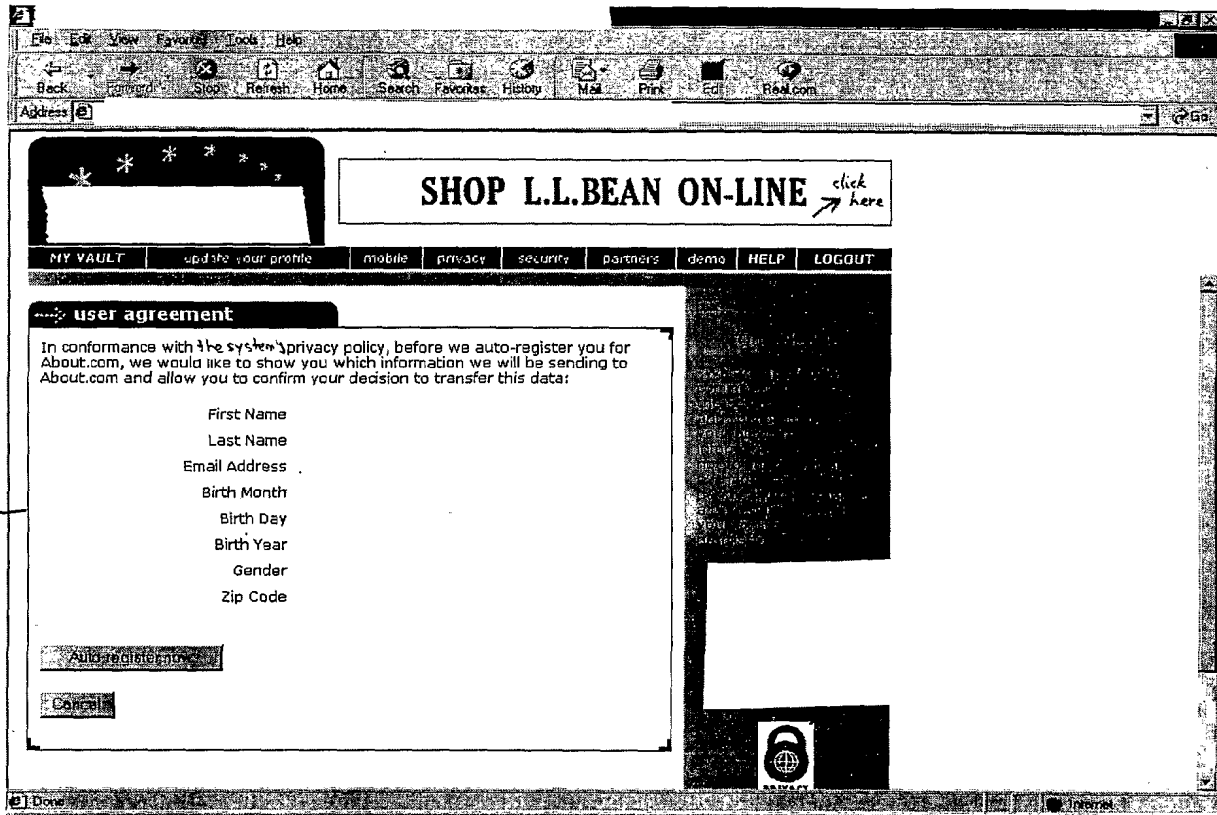 File Edit View Favorites Tools Help
Back Forward Stop Refresh Home Search Favorites History Mail Print Edit Real.com
Address Go
SHOP L.L.BEAN ON-LINE click here
MY VAULT update your profile mobile privacy security partners demo HELP LOGOUT
user agreement
In conformance with the system's privacy policy, before we auto-register you for
About.com, we would like to show you which information we will be sending to
About.com and allow you to confirm your decision to transfer this data:
First Name
Last Name
Email Address
Birth Month
Birth Day
Birth Year
Gender
Zip Code
Auto-register now!
Cancel
PRIVACY
Done Internet